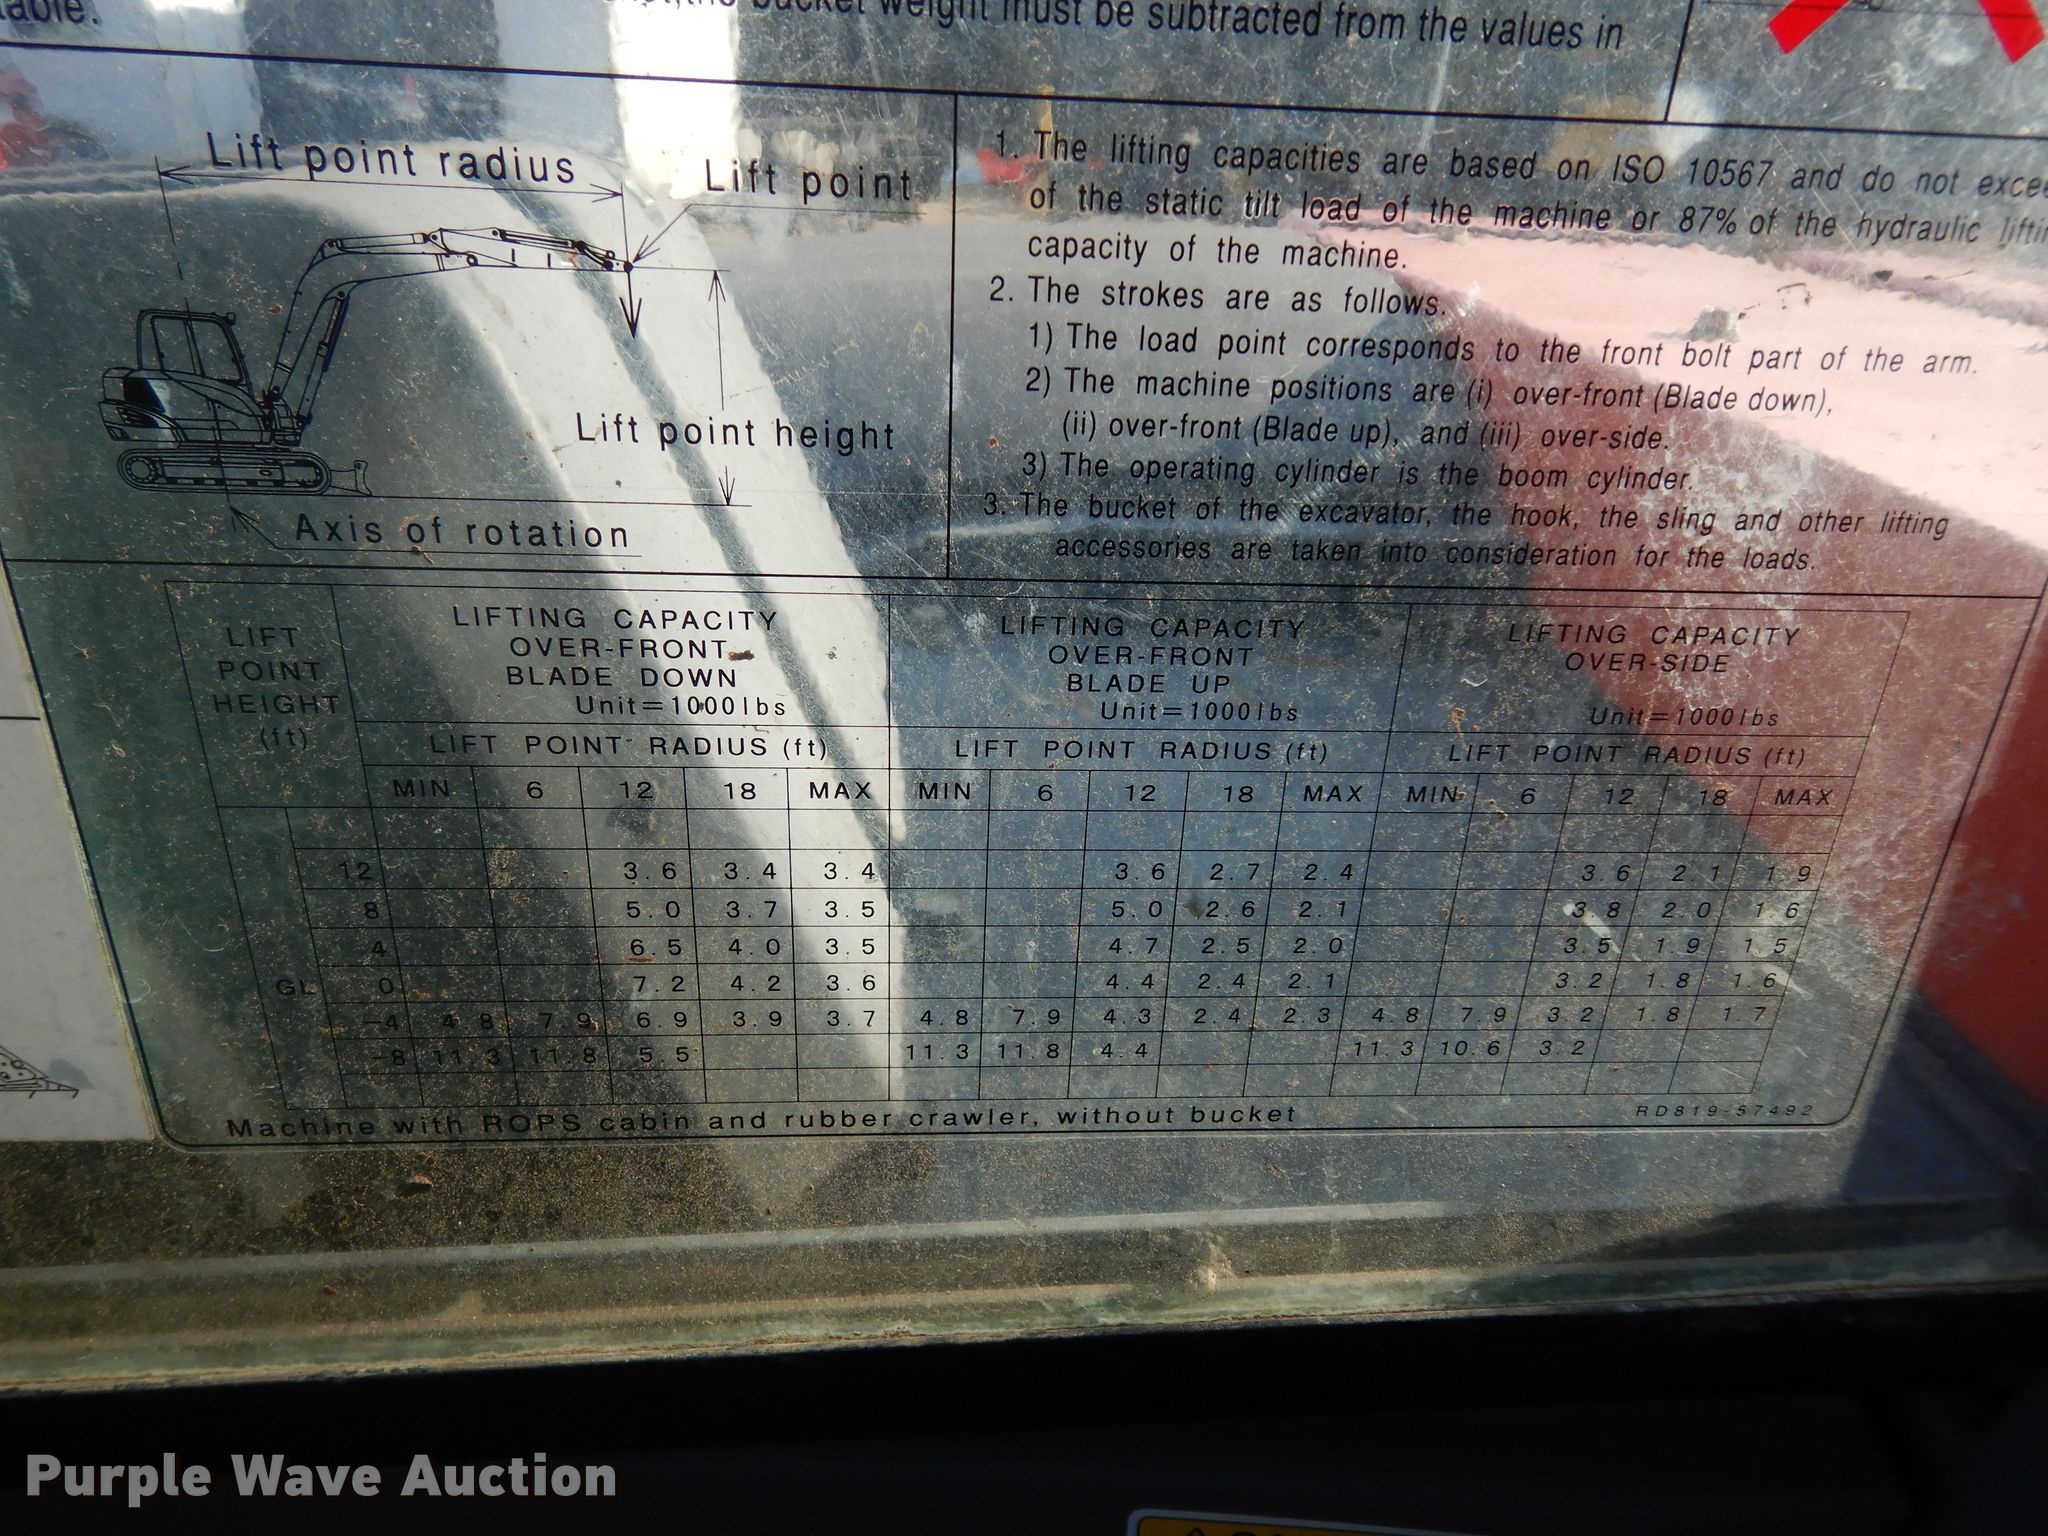 table.
the bucket weight must be subtracted from the values in
Lift point radius
Lift point
Lift point height
Axis of rotation
1. The lifting capacities are based on ISO 10567 and do not
of the static tilt load of the machine or 87% of the hydraulic
capacity of the machine.
2. The strokes are as follows.
1) The load point corresponds to the front bolt part of the arm.
2) The machine positions are (i) over-front (Blade down),
(ii) over-front (Blade up), and (iii) over-side.
3) The operating cylinder is the boom cylinder.
3. The bucket of the excavator, the hook, the sling and other lifting
accessories are taken into consideration for the loads.
LIFT POINT HEIGHT (ft)
LIFTING CAPACITY OVER-FRONT BLADE DOWN Unit=1000lbs
LIFTING CAPACITY OVER-FRONT BLADE UP Unit=1000lbs
LIFTING CAPACITY OVER-SIDE Unit=1000lbs
LIFT POINT RADIUS (ft) LIFT POINT RADIUS (ft) LIFT POINT RADIUS (ft)
MIN 6 12 18 MAX MIN 6 12 18 MAX MIN 6 12 18 MAX
12 3.6 3.4 3.4 3.6 2.7 2.4 3.6 2.1 1.9
8 5.0 3.7 3.5 5.0 2.6 2.1 3.8 2.0 1.6
4 6.5 4.0 3.5 4.7 2.5 2.0 3.5 1.9 1.5
GL 0 7.2 4.2 3.6 4.4 2.4 2.1 3.2 1.8 1.6
-4 4.8 7.9 6.9 3.9 3.7 4.8 7.9 4.3 2.4 2.3 4.8 7.9 3.2 1.8 1.7
-8 11.3 11.8 5.5 11.3 11.8 4.4 11.3 10.6 3.2
Machine with ROPS cabin and rubber crawler, without bucket
RD819-57492
Purple Wave Auction